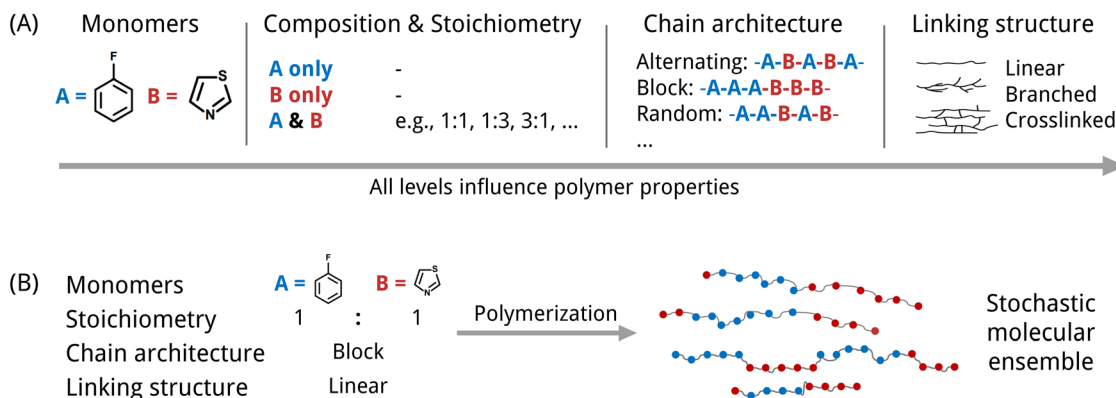 (A)
Monomers
Composition & Stoichiometry
Chain architecture
Linking structure
A =
F
B =
S
N
A only -
B only -
A & B e.g., 1:1, 1:3, 3:1, ...
Alternating: -A-B-A-B-A-
Block: -A-A-A-B-B-B-
Random: -A-A-B-A-B-
...
Linear
Branched
Crosslinked
All levels influence polymer properties
(B)
Monomers A = F B = S N
Stoichiometry 1 : 1
Chain architecture Block
Linking structure Linear
Polymerization
Stochastic
molecular
ensemble